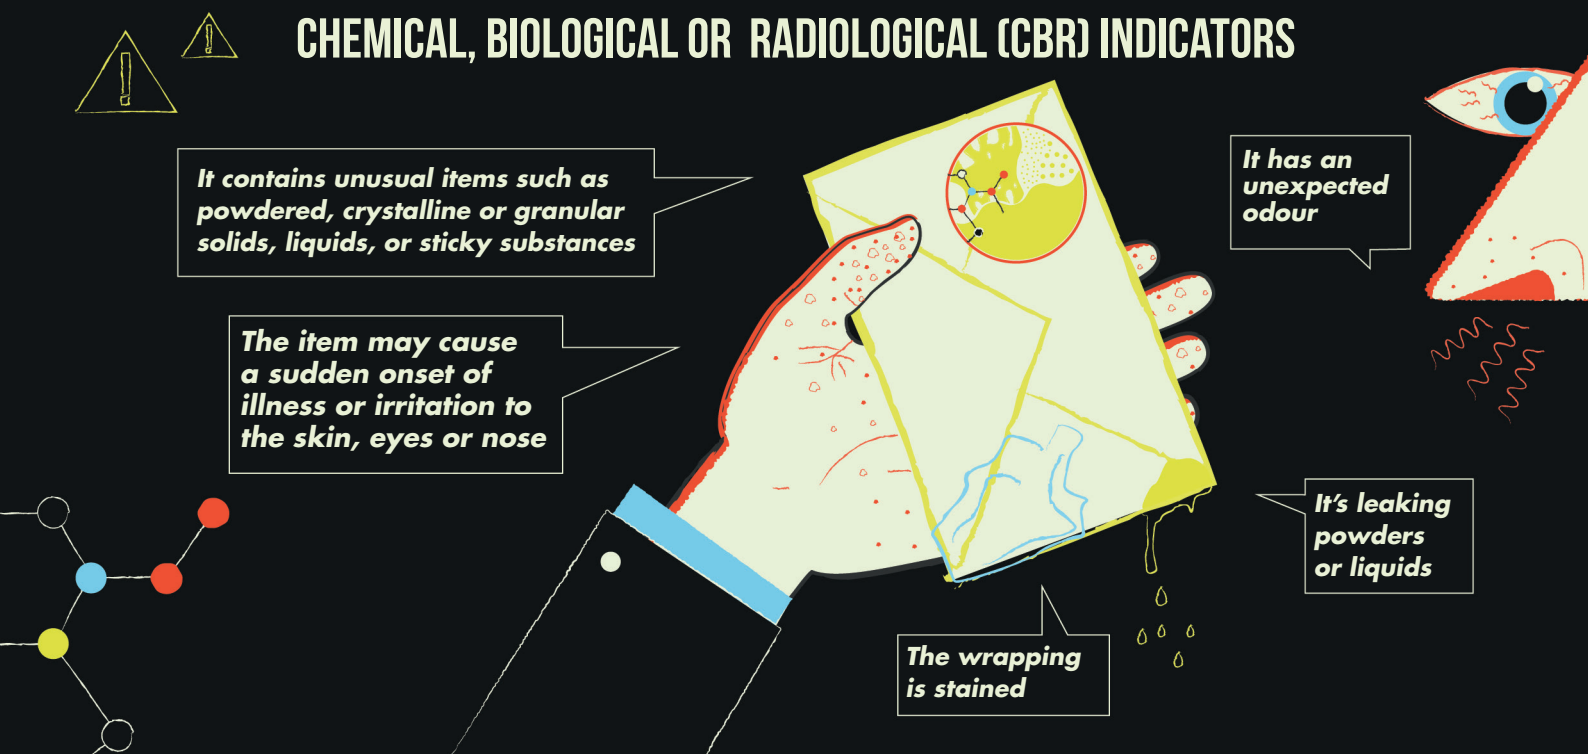 CHEMICAL, BIOLOGICAL OR RADIOLOGICAL (CBR) INDICATORS
It contains unusual items such as
powdered, crystalline or granular
solids, liquids, or sticky substances
It has an
unexpected
odour
The item may cause
a sudden onset of
illness or irritation to
the skin, eyes or nose
It's leaking
powders
or liquids
The wrapping
is stained